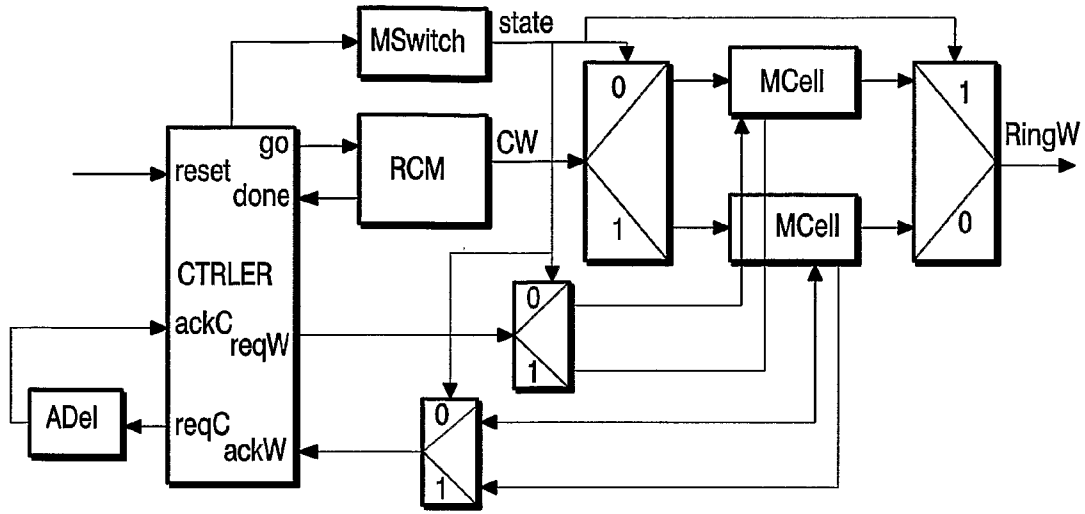 MSwitch
state
0
MCell
1
go
RCM
CW
RingW
reset
done
1
MCell
0
CTRLER
0
ackC
reqW
1
ADel
reqC
0
ackW
1